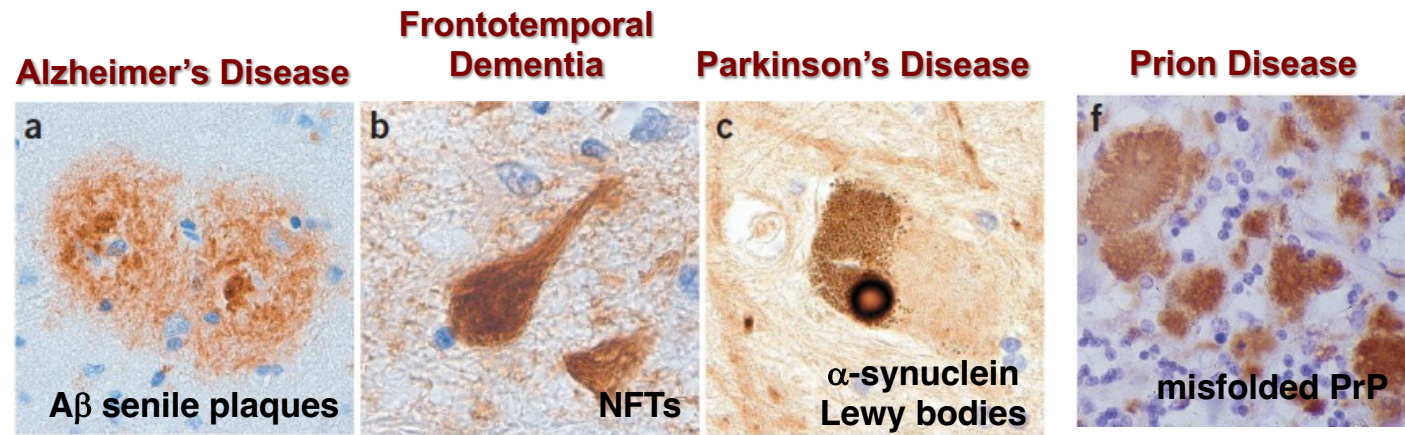 Alzheimer’s Disease
Frontotemporal
Dementia
Parkinson’s Disease
Prion Disease
a
b
c
f
Aβ senile plaques
NFTs
α-synuclein
Lewy bodies
misfolded PrP